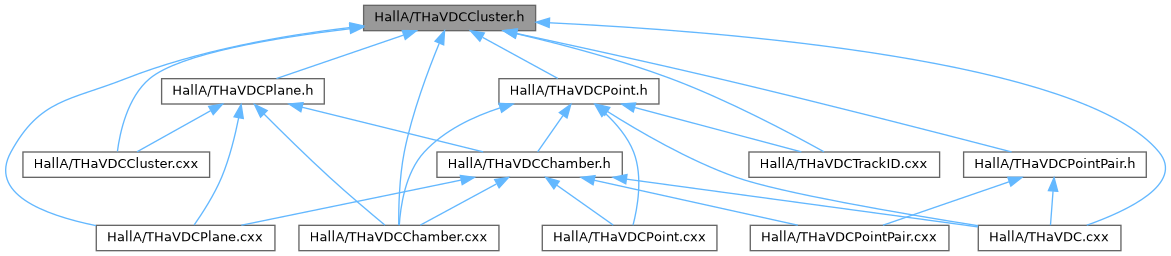 HallA/THaVDCCluster.h
HallA/THaVDCPlane.h
HallA/THaVDCPoint.h
HallA/THaVDCCluster.cxx
HallA/THaVDCChamber.h
HallA/THaVDCTrackID.cxx
HallA/THaVDCPointPair.h
HallA/THaVDCPlane.cxx
HallA/THaVDCChamber.cxx
HallA/THaVDCPoint.cxx
HallA/THaVDCPointPair.cxx
HallA/THaVDC.cxx